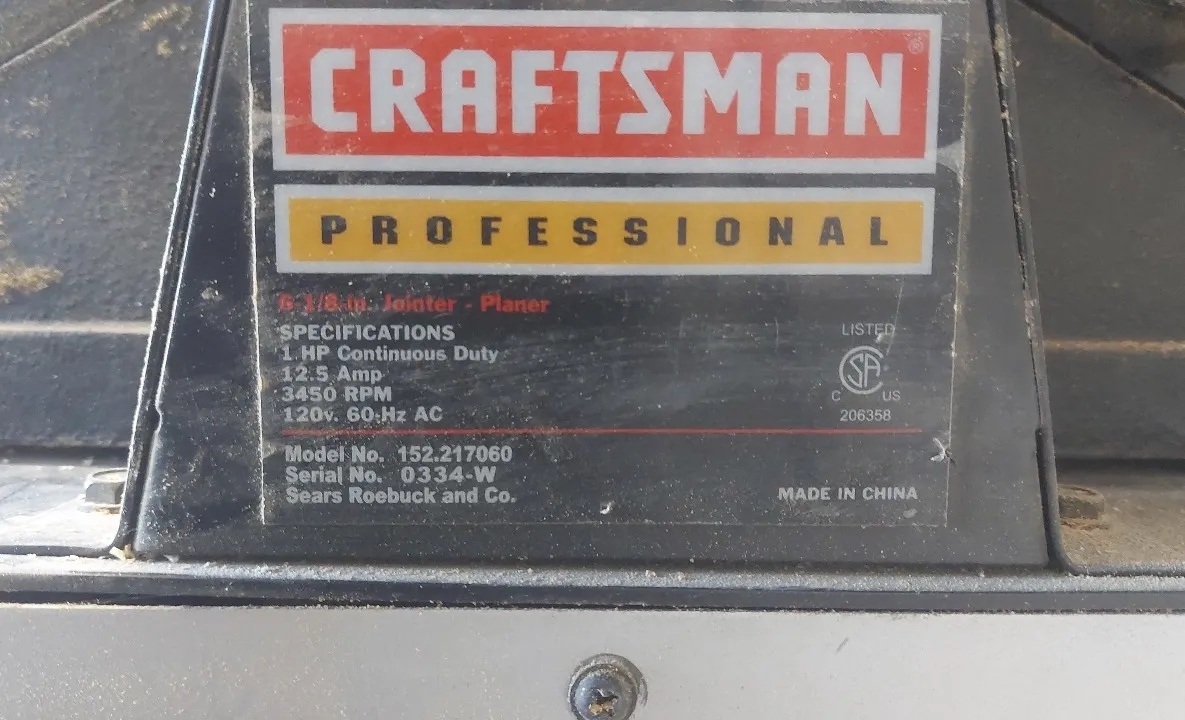 CRAFTSMAN®
PROFESSIONAL
6 1/8-in. Jointer - Planer
SPECIFICATIONS
1 HP Continuous Duty
12.5 Amp
3450 RPM
120v. 60-Hz AC
LISTED
SA
C US
206358
Model No. 152.217060
Serial No. 0334-W
Sears Roebuck and Co.
MADE IN CHINA